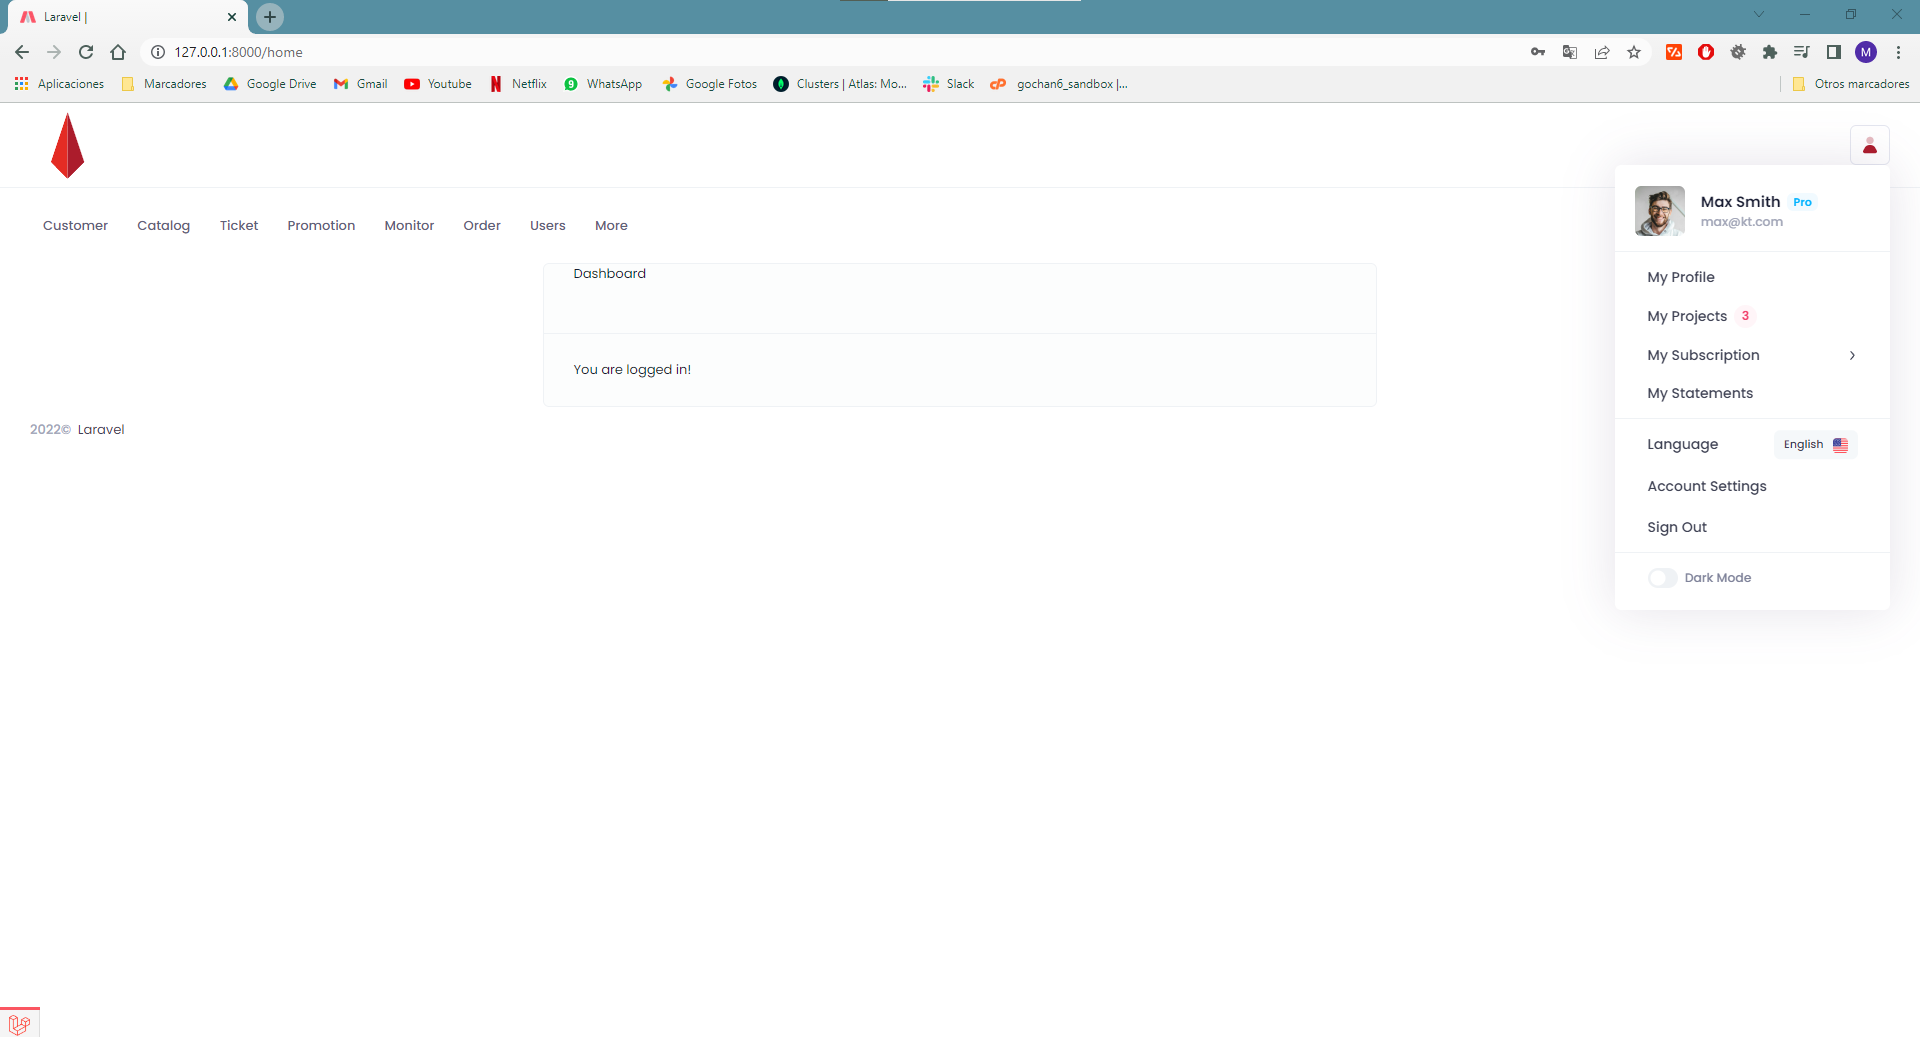 Laravel |
127.0.0.1:8000/home
Aplicaciones Marcadores Google Drive Gmail Youtube Netflix WhatsApp Google Fotos Clusters | Atlas: Mo... Slack gochan6_sandbox |... Otros marcadores
M
Max Smith Pro
max@kt.com
Customer Catalog Ticket Promotion Monitor Order Users More
Dashboard
You are logged in!
2022© Laravel
My Profile
My Projects 3
My Subscription
My Statements
Language English
Account Settings
Sign Out
Dark Mode